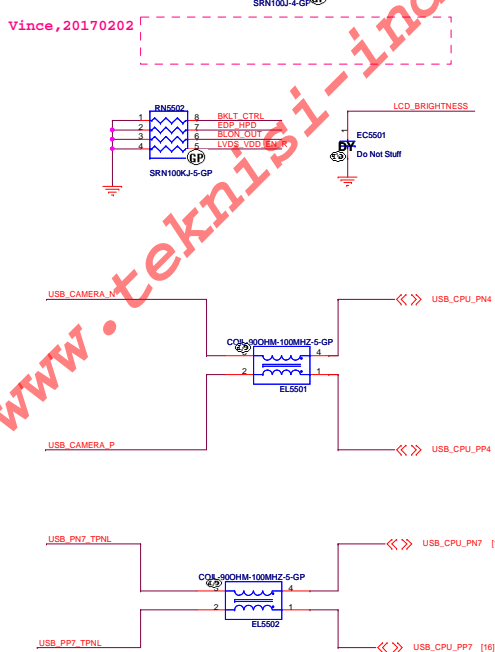 SRN100J-4-GP
Vince,20170202
RN5502
1 8 BKLT_CTRL
2 7 EDP_HPD
3 6 BLON_OUT
4 5 LVDS_VDD_EN_R
GP
SRN100KJ-5-GP
LCD_BRIGHTNESS
1
EC5501
DY
Do Not Stuff
www.teknisi-ind
USB_CAMERA_N
USB_CPU_PN4
COIL-90OHM-100MHZ-5-GP
4
2 1
EL5501
USB_CAMERA_P
USB_CPU_PP4
USB_PN7_TPNL
USB_CPU_PN7 [
COIL-90OHM-100MHZ-5-GP
3 4
2 1
EL5502
USB_PP7_TPNL
USB_CPU_PP7 [16]